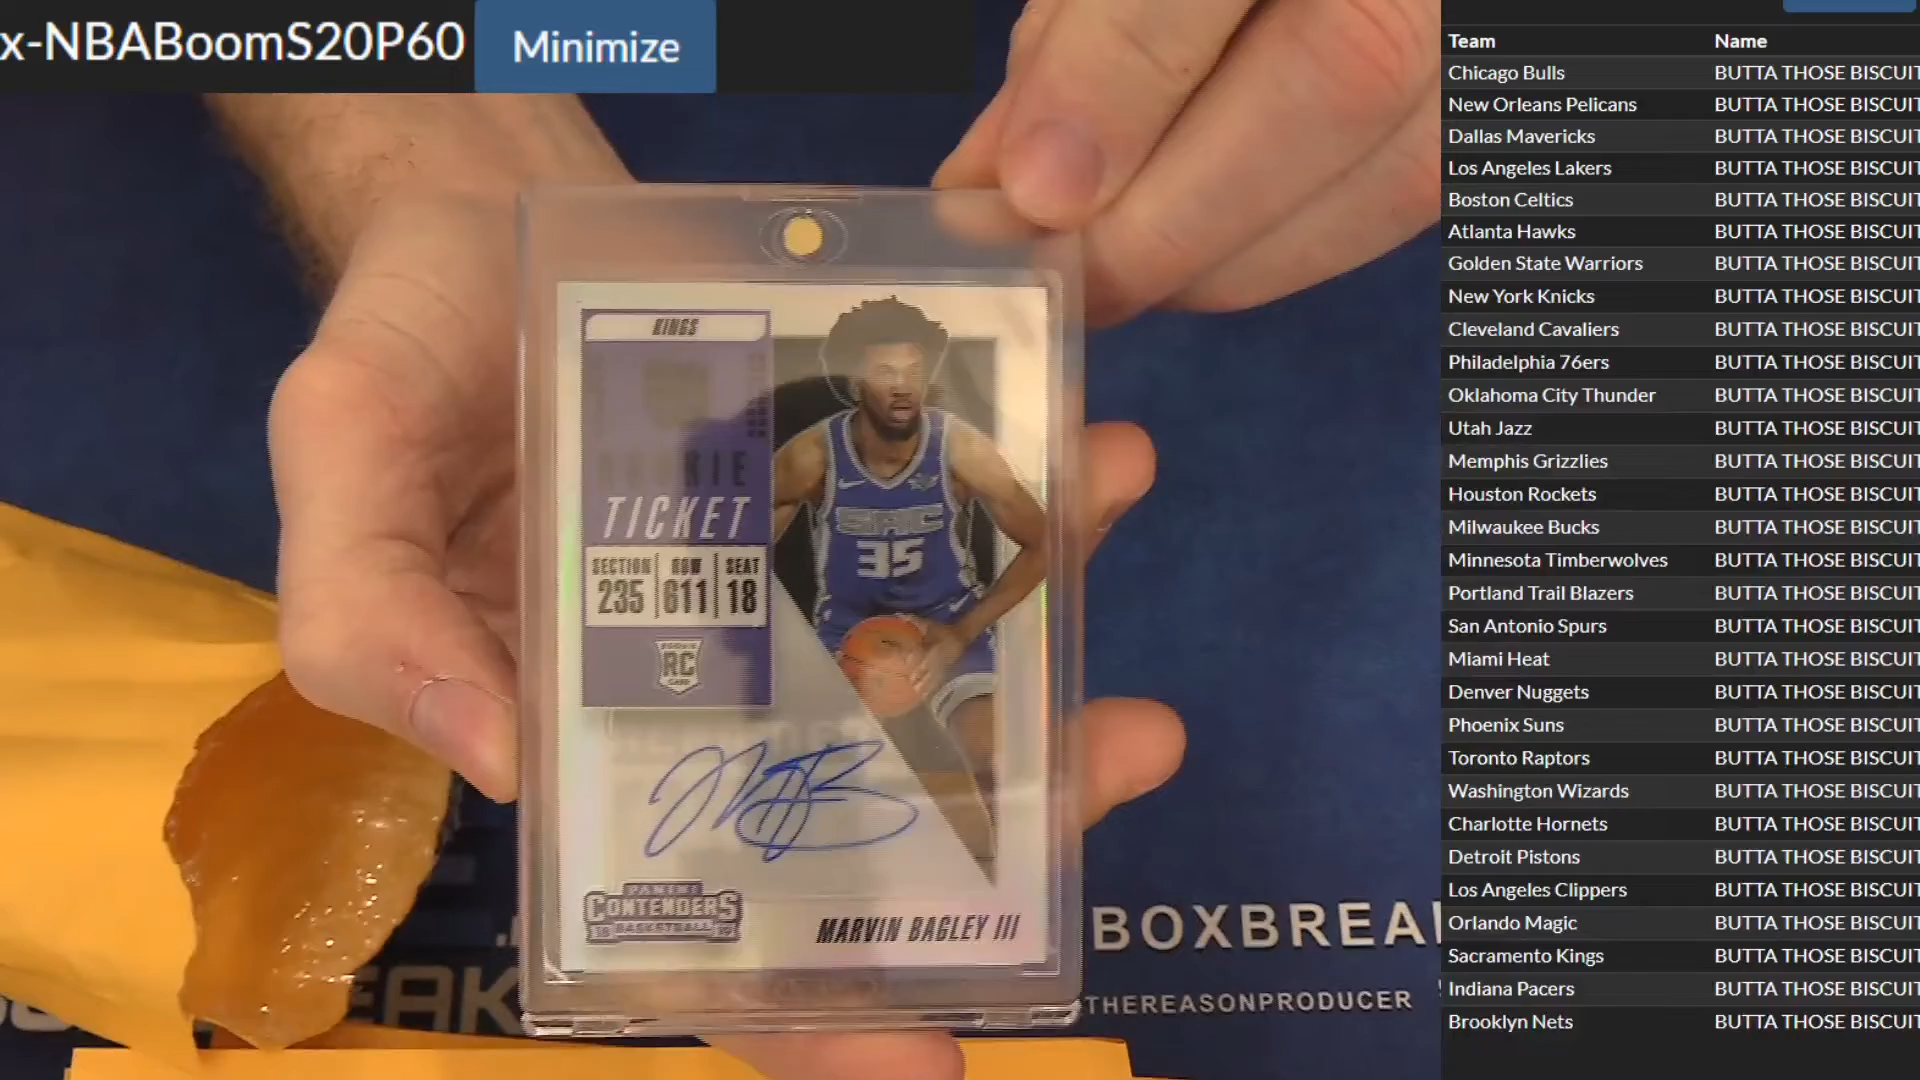 x-NBABoomS20P60
Minimize
KINGS
ROOKIE
TICKET
SECTION ROW SEAT
235 611 18
ROOKIE
RC
CARD
PANINI
CONTENDERS
18 BASKETBALL 19
MARVIN BAGLEY III
SAC
35
BOXBREA
THEREASONPRODUCER
EAK
Team Name
Chicago Bulls BUTTA THOSE BISCUIT
New Orleans Pelicans BUTTA THOSE BISCUIT
Dallas Mavericks BUTTA THOSE BISCUIT
Los Angeles Lakers BUTTA THOSE BISCUIT
Boston Celtics BUTTA THOSE BISCUIT
Atlanta Hawks BUTTA THOSE BISCUIT
Golden State Warriors BUTTA THOSE BISCUIT
New York Knicks BUTTA THOSE BISCUIT
Cleveland Cavaliers BUTTA THOSE BISCUIT
Philadelphia 76ers BUTTA THOSE BISCUIT
Oklahoma City Thunder BUTTA THOSE BISCUIT
Utah Jazz BUTTA THOSE BISCUIT
Memphis Grizzlies BUTTA THOSE BISCUIT
Houston Rockets BUTTA THOSE BISCUIT
Milwaukee Bucks BUTTA THOSE BISCUIT
Minnesota Timberwolves BUTTA THOSE BISCUIT
Portland Trail Blazers BUTTA THOSE BISCUIT
San Antonio Spurs BUTTA THOSE BISCUIT
Miami Heat BUTTA THOSE BISCUIT
Denver Nuggets BUTTA THOSE BISCUIT
Phoenix Suns BUTTA THOSE BISCUIT
Toronto Raptors BUTTA THOSE BISCUIT
Washington Wizards BUTTA THOSE BISCUIT
Charlotte Hornets BUTTA THOSE BISCUIT
Detroit Pistons BUTTA THOSE BISCUIT
Los Angeles Clippers BUTTA THOSE BISCUIT
Orlando Magic BUTTA THOSE BISCUIT
Sacramento Kings BUTTA THOSE BISCUIT
Indiana Pacers BUTTA THOSE BISCUIT
Brooklyn Nets BUTTA THOSE BISCUIT